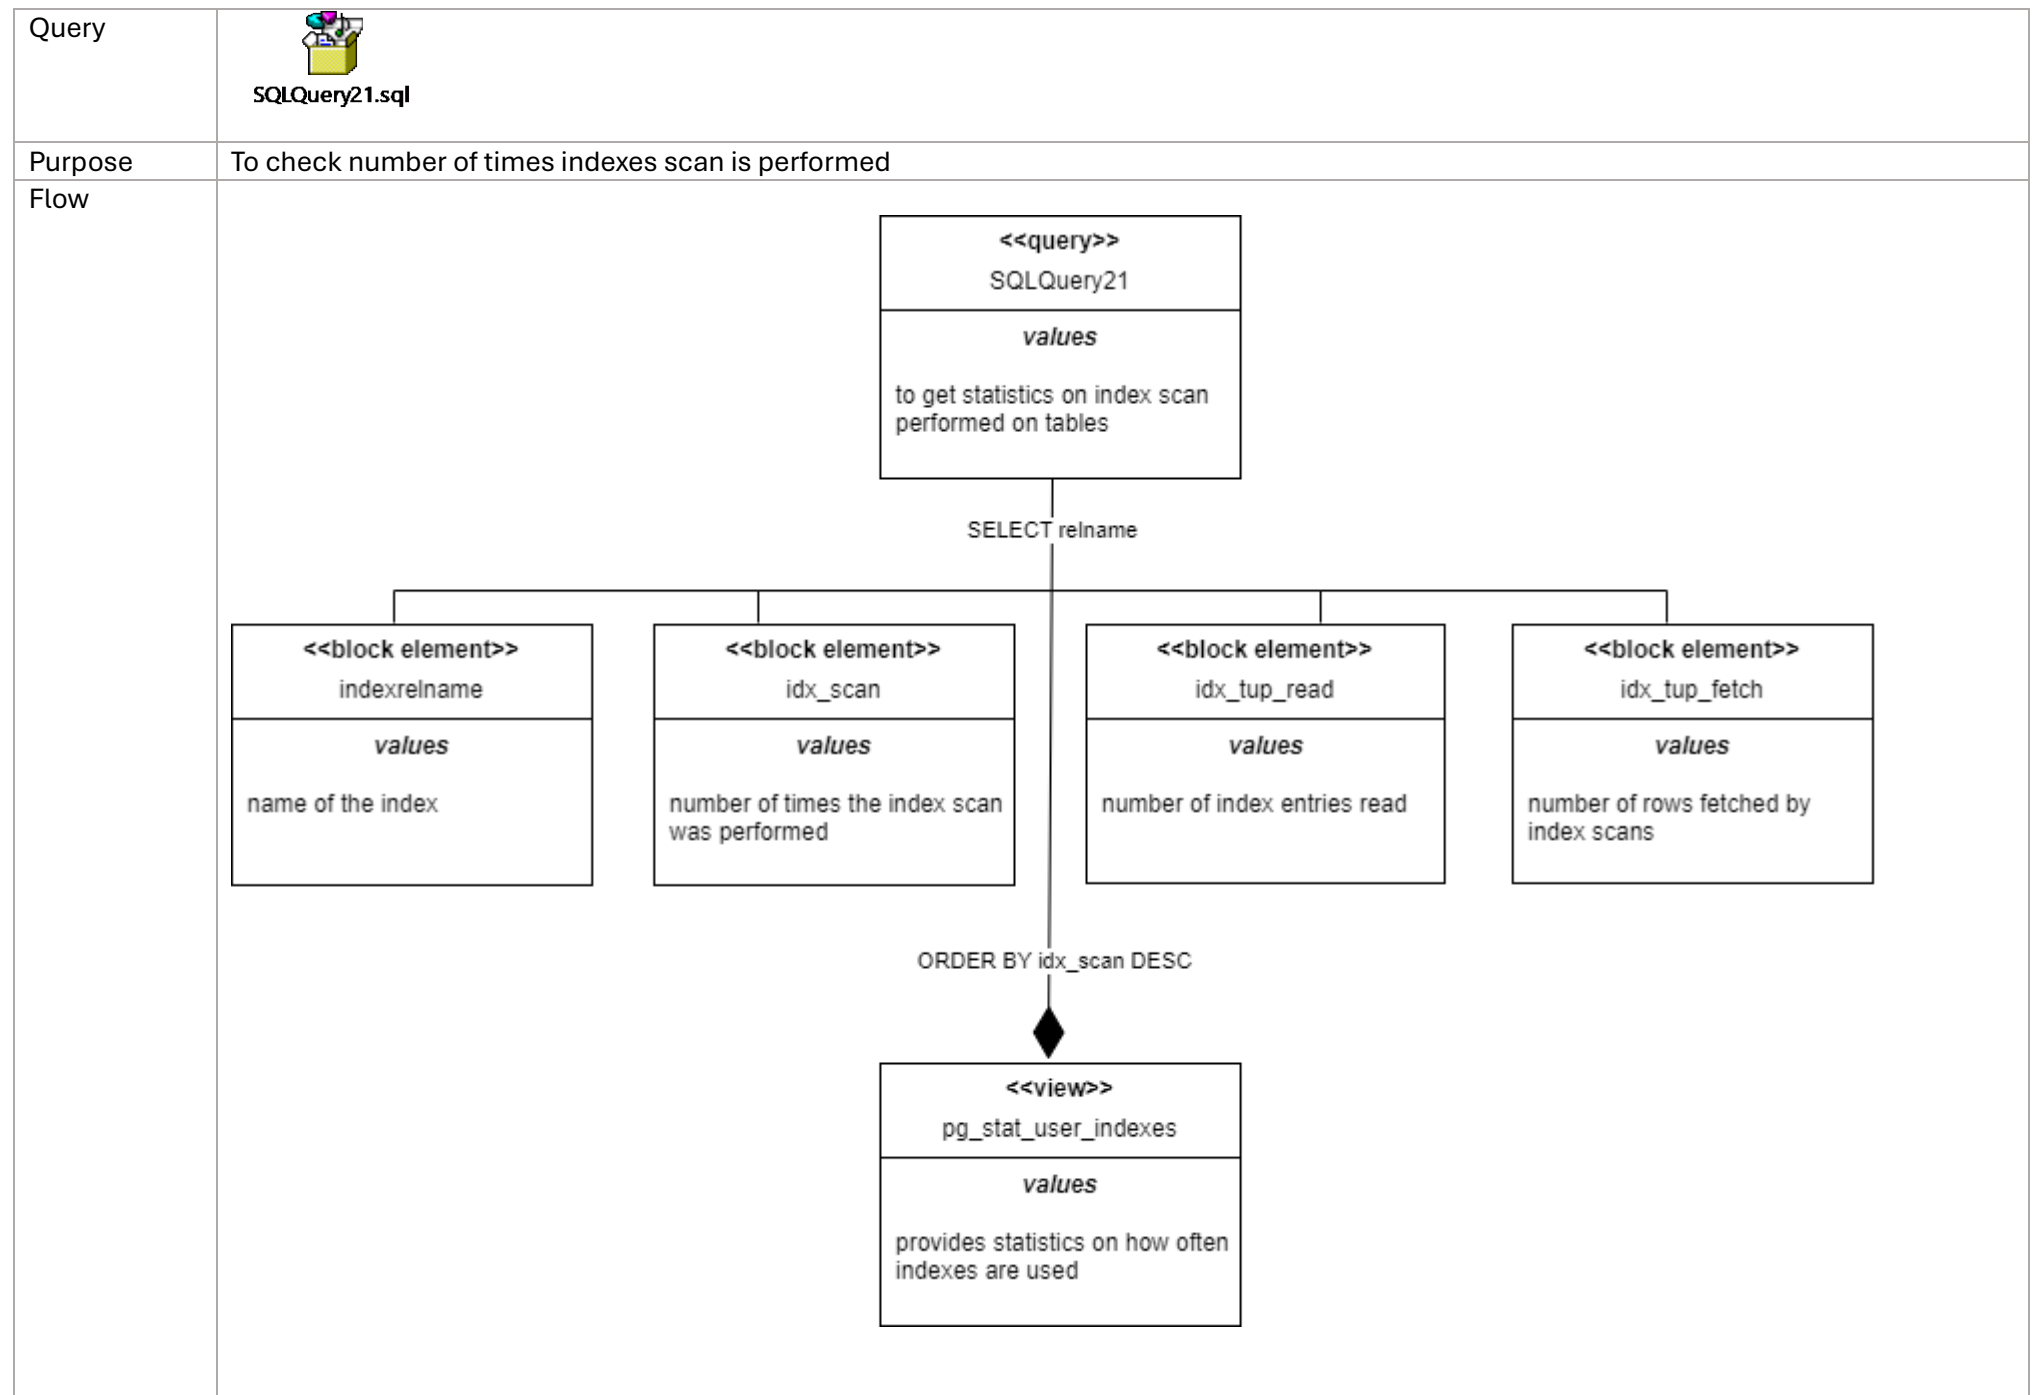 Query
SQLQuery21.sql
Purpose
To check number of times indexes scan is performed
Flow
<<query>>
SQLQuery21
values
to get statistics on index scan
performed on tables
SELECT relname
<<block element>>
indexrelname
values
name of the index
<<block element>>
idx_scan
values
number of times the index scan
was performed
<<block element>>
idx_tup_read
values
number of index entries read
<<block element>>
idx_tup_fetch
values
number of rows fetched by
index scans
ORDER BY idx_scan DESC
<<view>>
pg_stat_user_indexes
values
provides statistics on how often
indexes are used